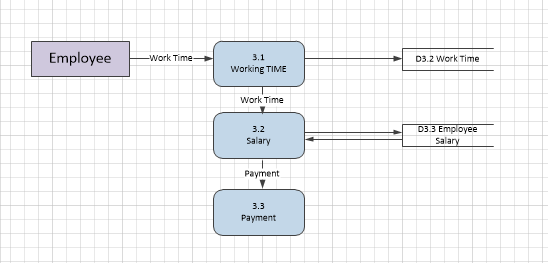 Employee
Work Time
3.1
Working TIME
D3.2 Work Time
Work Time
3.2
Salary
D3.3 Employee
Salary
Payment
3.3
Payment